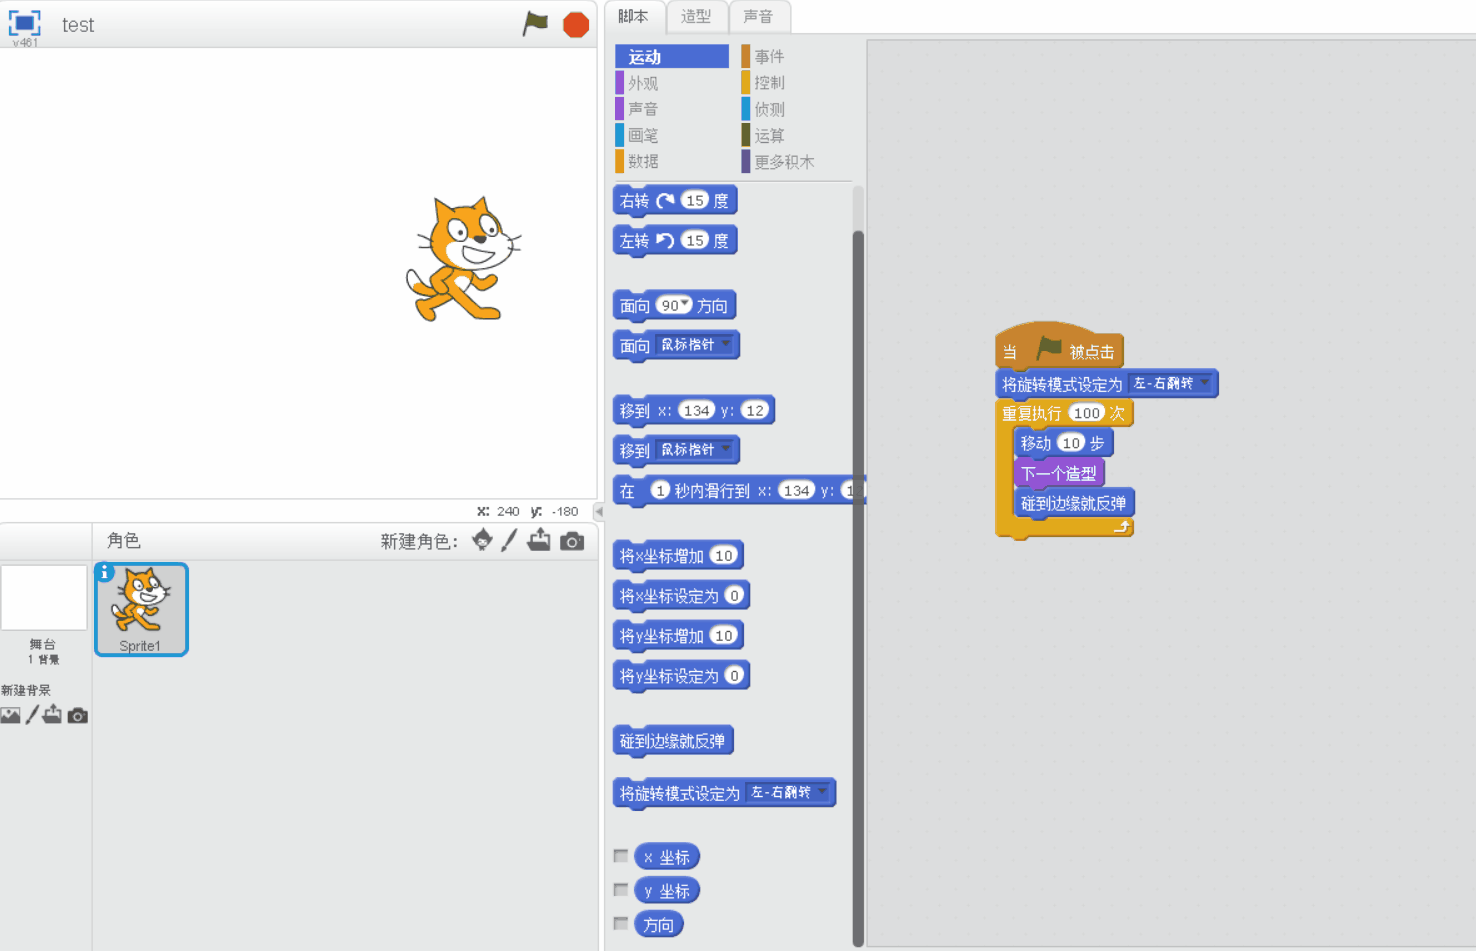 test
v461
x: 240 y: -180
角色
新建角色:
Sprite1
舞台
1 背景
新建背景
脚本
造型
声音
运动
事件
外观
控制
声音
侦测
画笔
运算
数据
更多积木
右转 15 度
左转 15 度
面向 90 方向
面向 鼠标指针
移到 x: 134 y: 12
移到 鼠标指针
在 1 秒内滑行到 x: 134 y:
将x坐标增加 10
将x坐标设定为 0
将y坐标增加 10
将y坐标设定为 0
碰到边缘就反弹
将旋转模式设定为 左-右翻转
x 坐标
y 坐标
方向
当 被点击
将旋转模式设定为 左-右翻转
重复执行 100 次
移动 10 步
下一个造型
碰到边缘就反弹